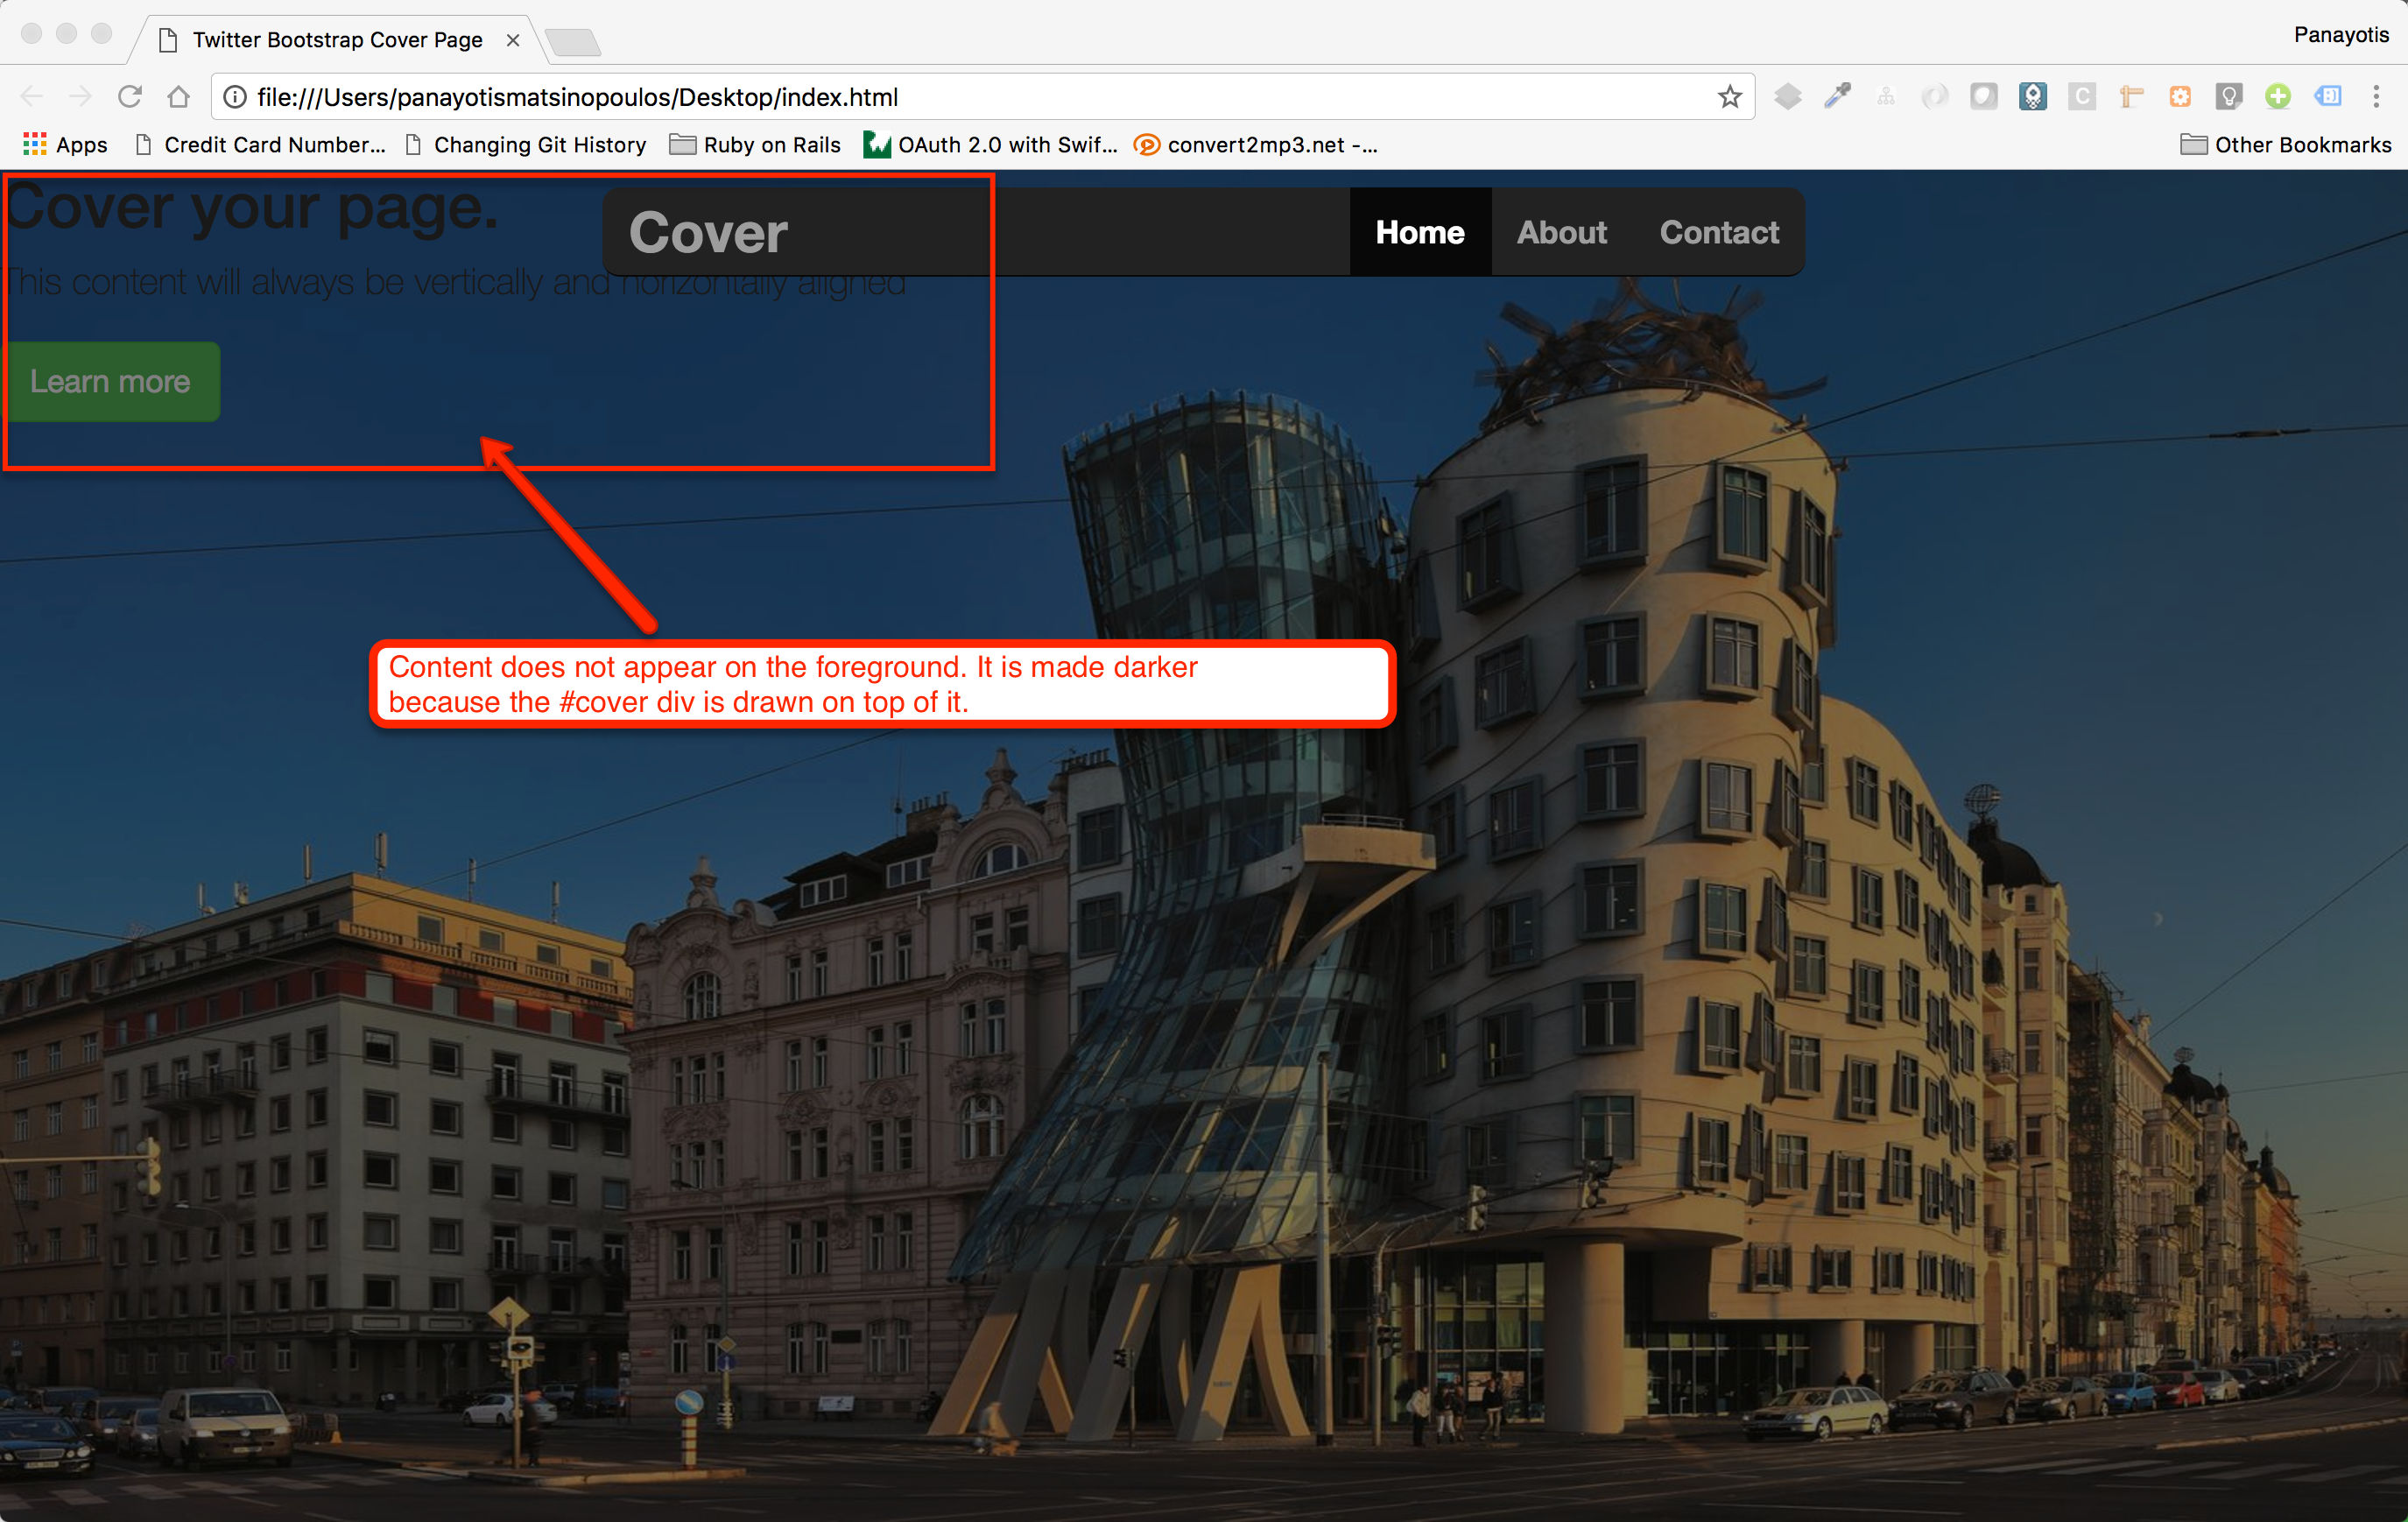 Twitter Bootstrap Cover Page
Panayotis
file:///Users/panayotismatsinopoulos/Desktop/index.html
Apps
Credit Card Number...
Changing Git History
Ruby on Rails
OAuth 2.0 with Swif...
convert2mp3.net -...
Other Bookmarks
Cover your page.
Cover
Home
About
Contact
This content will always be vertically and horizontally aligned
Learn more
Content does not appear on the foreground. It is made darker
because the #cover div is drawn on top of it.